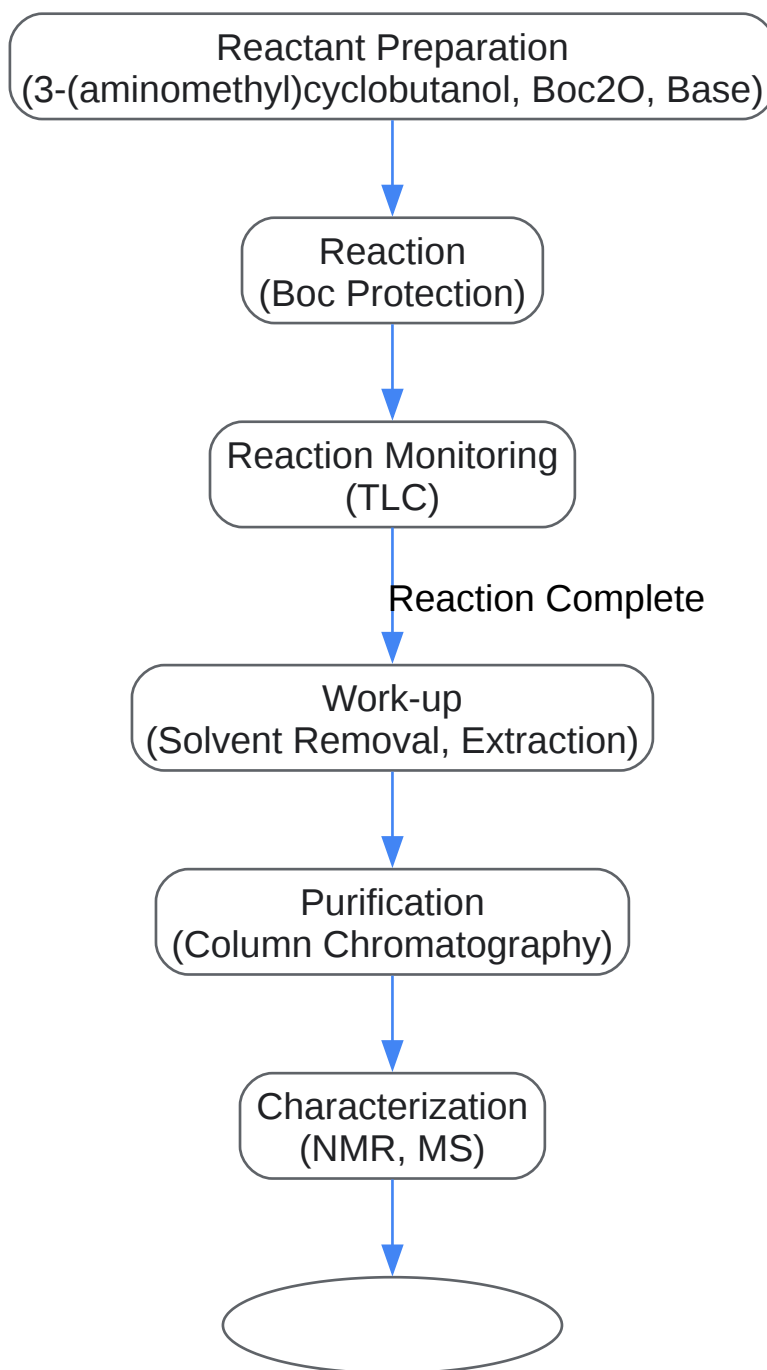 Reactant Preparation
(3-(aminomethyl)cyclobutanol, Boc2O, Base)
Reaction
(Boc Protection)
Reaction Monitoring
(TLC)
Reaction Complete
Work-up
(Solvent Removal, Extraction)
Purification
(Column Chromatography)
Characterization
(NMR, MS)